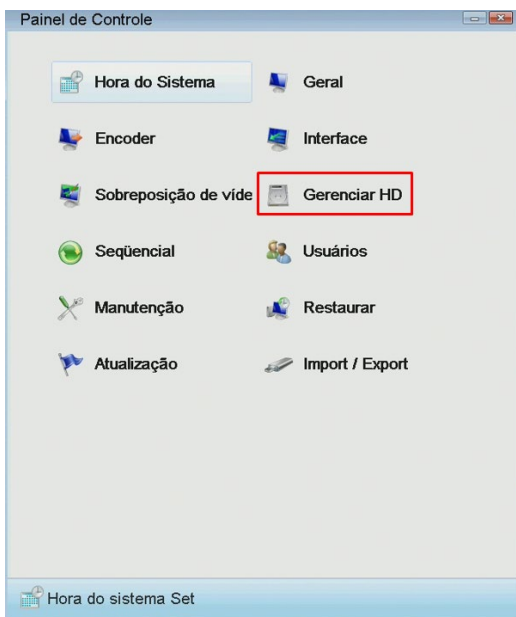 Painel de Controle
Hora do Sistema Geral
Encoder Interface
Sobreposição de víde Gerenciar HD
Seqüencial Usuários
Manutenção Restaurar
Atualização Import / Export
Hora do sistema Set